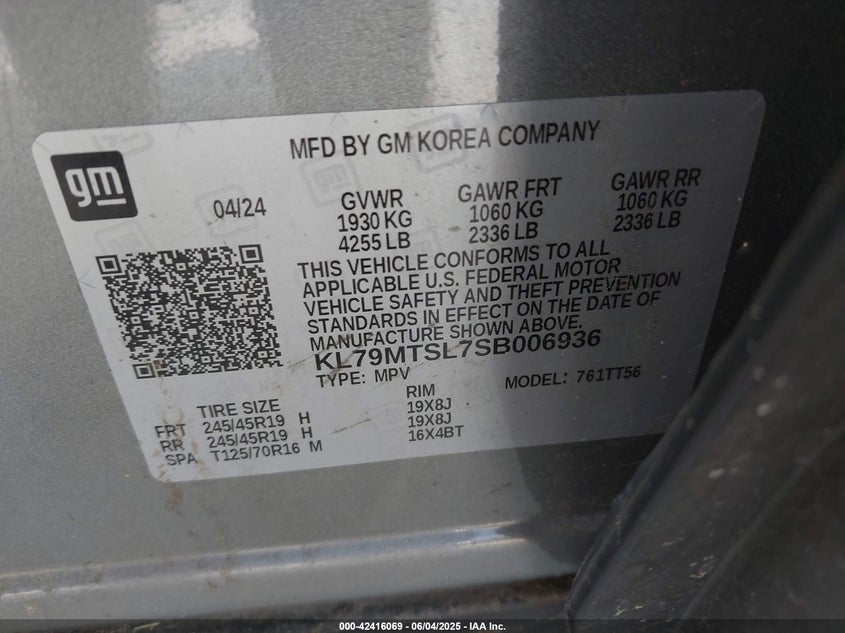 MFD BY GM KOREA COMPANY
gm
04/24
GVWR
1930 KG
4255 LB
GAWR FRT
1060 KG
2336 LB
GAWR RR
1060 KG
2336 LB
THIS VEHICLE CONFORMS TO ALL
APPLICABLE U.S. FEDERAL MOTOR
VEHICLE SAFETY AND THEFT PREVENTION
STANDARDS IN EFFECT ON THE DATE OF
MANUFACTURE SHOWN ABOVE.
KL79MTSL7SB006936
TYPE: MPV
MODEL: 761TT56
TIRE SIZE
RIM
FRT 245/45R19 H 19X8J
RR 245/45R19 H 19X8J
SPA T125/70R16 M 16X4BT
000-42416069 - 06/04/2025 - IAA Inc.